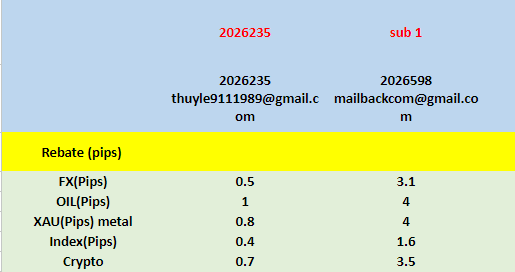 2026235 sub 1
2026235 2026598
thuyle9111989@gmail.c mailbackcom@gmail.co
om m
Rebate (pips)
FX(Pips) 0.5 3.1
OIL(Pips) 1 4
XAU(Pips) metal 0.8 4
Index(Pips) 0.4 1.6
Crypto 0.7 3.5